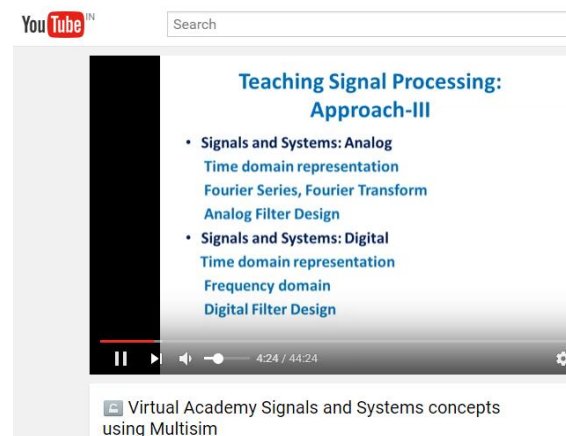 YouTube IN
Search
Teaching Signal Processing:
Approach-III
• Signals and Systems: Analog
Time domain representation
Fourier Series, Fourier Transform
Analog Filter Design
• Signals and Systems: Digital
Time domain representation
Frequency domain
Digital Filter Design
4:24 / 44:24
Virtual Academy Signals and Systems concepts
using Multisim